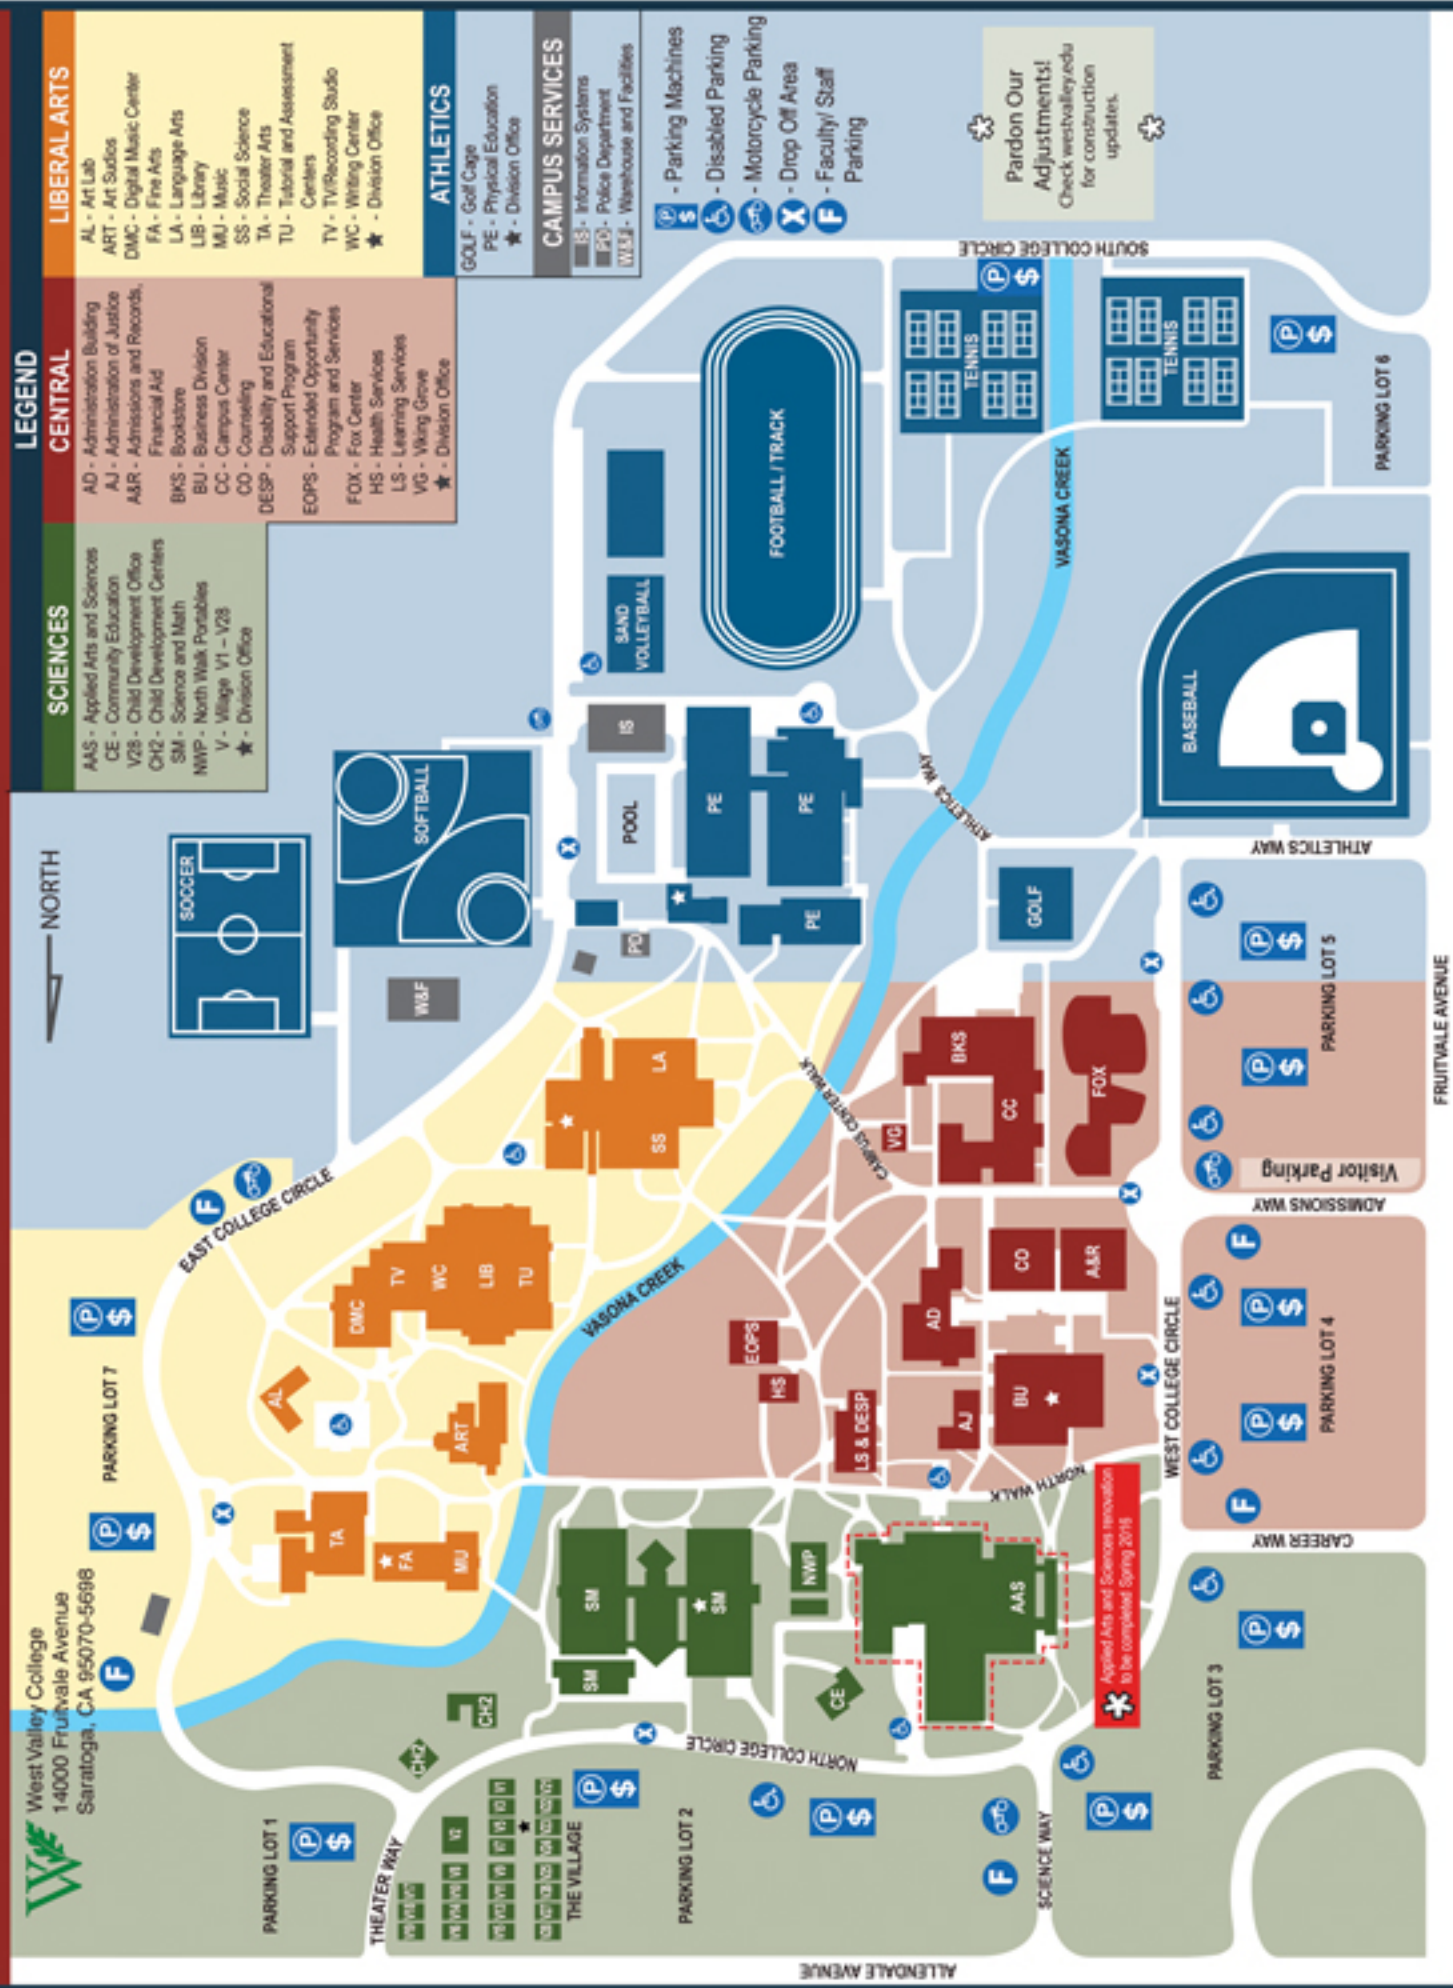 West Valley College
14000 Fruitvale Avenue
Saratoga, CA 95070-5698
NORTH
LEGEND
SCIENCES
AAS - Applied Arts and Sciences
CE - Community Education
V28 - Child Development Office
CH2 - Child Development Centers
SM - Science and Math
NWP - North Walk Portables
V - Village V1 – V28
★ - Division Office
CENTRAL
AD - Administration Building
AJ - Administration of Justice
A&R - Admissions and Records,
Financial Aid
BKS - Bookstore
BU - Business Division
CC - Campus Center
CO - Counseling
DESP - Disability and Educational
Support Program
EOPS - Extended Opportunity
Program and Services
FOX - Fox Center
HS - Health Services
LS - Learning Services
VG - Viking Grove
★ - Division Office
LIBERAL ARTS
AL - Art Lab
ART - Art Sudios
DMC - Digital Music Center
FA - Fine Arts
LA - Language Arts
LIB - Library
MU - Music
SS - Social Science
TA - Theater Arts
TU - Tutorial and Assessment
Centers
TV - TV/Recording Studio
WC - Writing Center
★ - Division Office
ATHLETICS
GOLF - Golf Cage
PE - Physical Education
★ - Division Office
CAMPUS SERVICES
IS - Information Systems
PD - Police Department
W&F - Warehouse and Facilities
P $ - Parking Machines
- Disabled Parking
- Motorcycle Parking
X - Drop Off Area
F - Faculty/ Staff
Parking
Pardon Our
Adjustments!
Check westvalley.edu
for construction
updates.
SOCCER
SOFTBALL
W&F
SAND
VOLLEYBALL
IS
POOL
PE
PE
PE
PD
FOOTBALL / TRACK
TENNIS
TENNIS
SOUTH COLLEGE CIRCLE
VASONA CREEK
PARKING LOT 6
BASEBALL
ATHLETICS WAY
ATHLETICS WAY
ATHLETICS WAY
GOLF
PARKING LOT 5
FRUITVALE AVENUE
EAST COLLEGE CIRCLE
PARKING LOT 7
LA
SS
DMC
TV
WC
LIB
TU
AL
ART
TA
FA
MU
VASONA CREEK
CAMPUS CENTER WALK
BKS
CC
FOX
VG
Visitor Parking
ADMISSIONS WAY
EOPS
HS
LS & DESP
AD
CO
A&R
AJ
BU
WEST COLLEGE CIRCLE
PARKING LOT 4
NORTH WALK
CAREER WAY
SM
SM
SM
NWP
AAS
CE
CH2
CH2
Applied Arts and Sciences renovation
to be completed Spring 2016
NORTH COLLEGE CIRCLE
PARKING LOT 1
THEATER WAY
V2
THE VILLAGE
PARKING LOT 2
SCIENCE WAY
PARKING LOT 3
ALLENDALE AVENUE